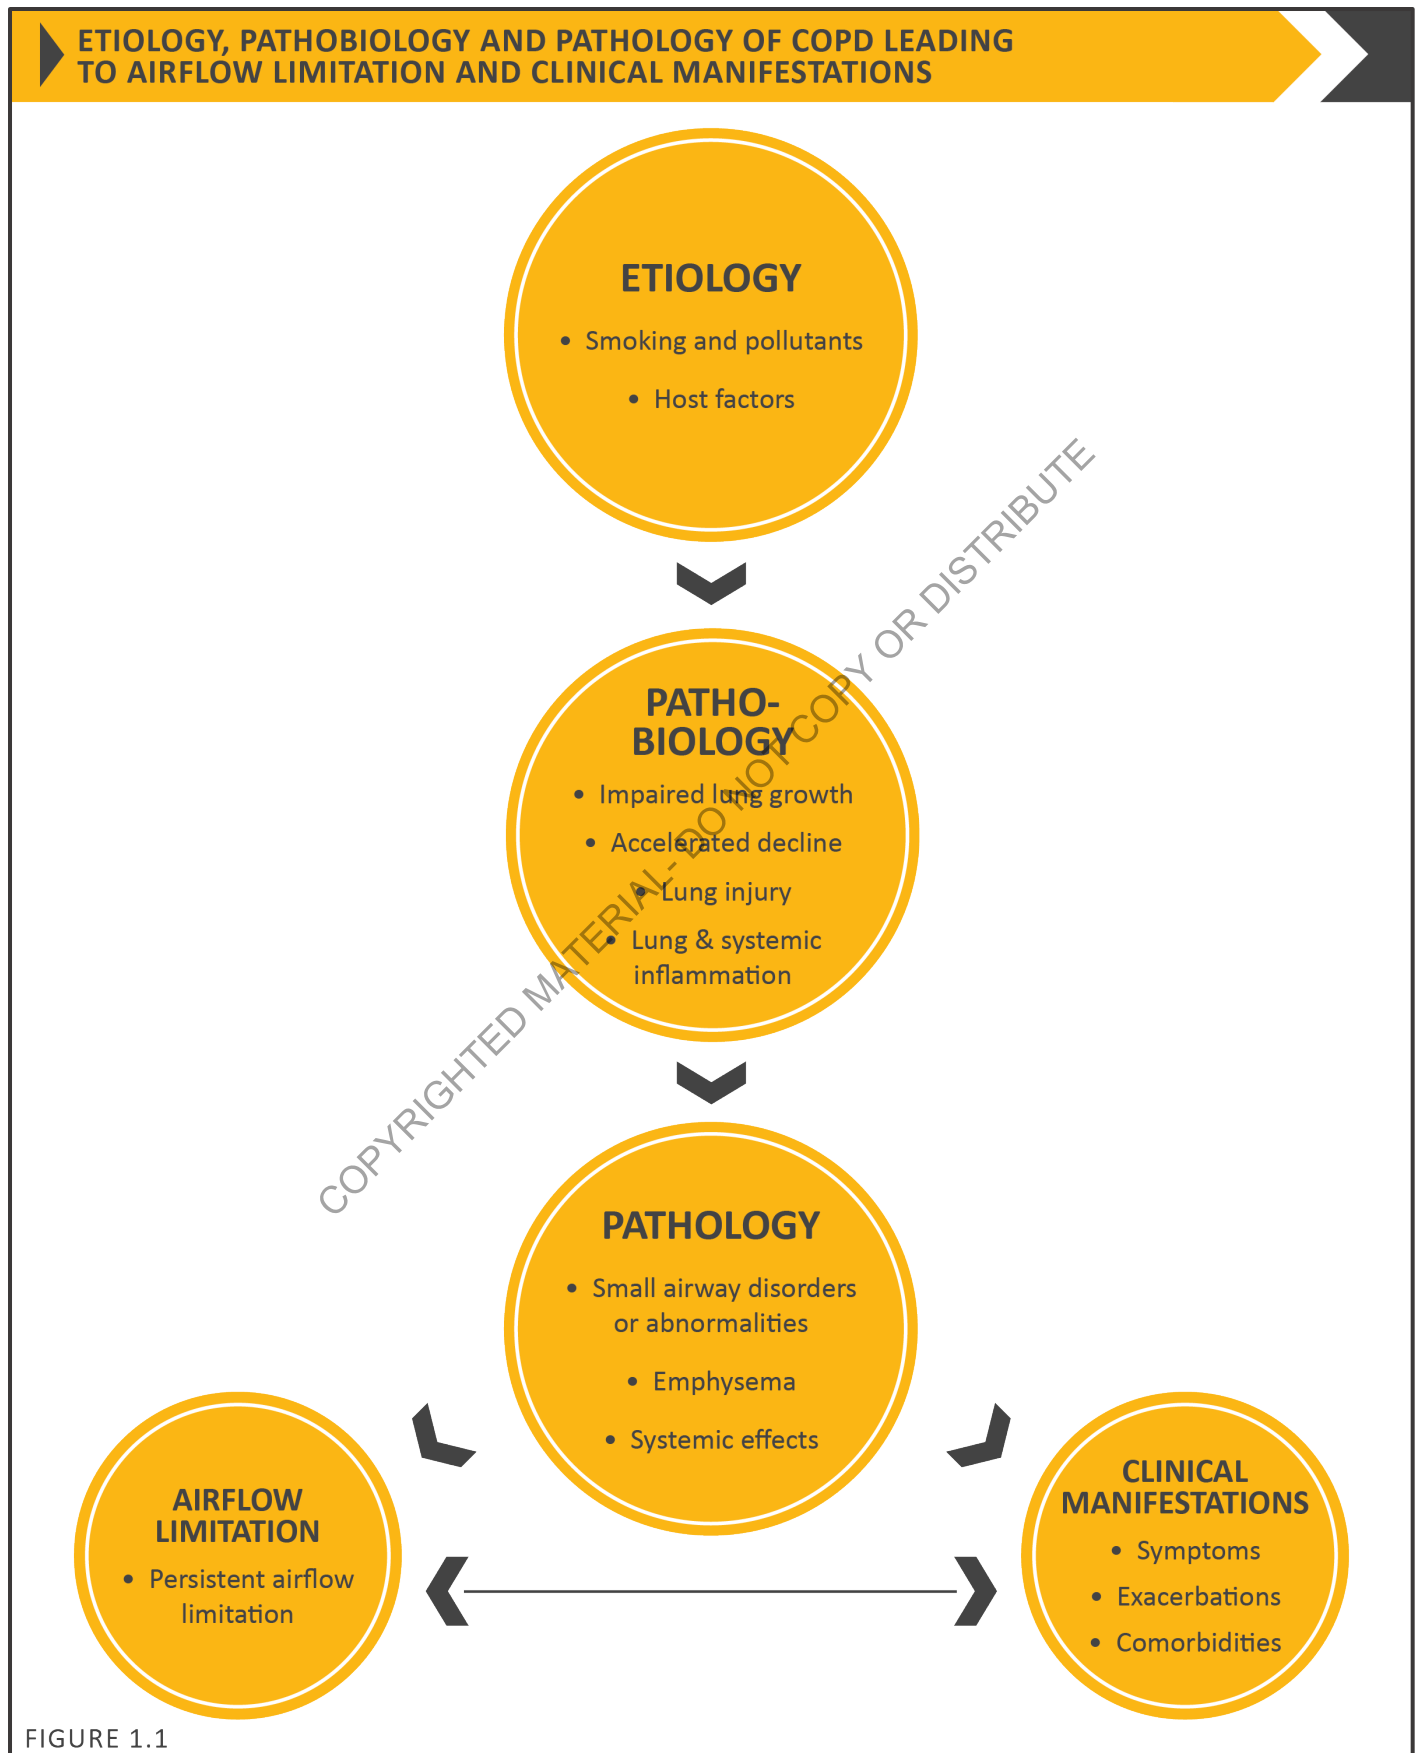 ETIOLOGY, PATHOBIOLOGY AND PATHOLOGY OF COPD LEADING
TO AIRFLOW LIMITATION AND CLINICAL MANIFESTATIONS
ETIOLOGY
• Smoking and pollutants
• Host factors
PATHO-
BIOLOGY
• Impaired lung growth
• Accelerated decline
• Lung injury
• Lung & systemic
inflammation
COPYRIGHTED MATERIAL- DO NOT COPY OR DISTRIBUTE
PATHOLOGY
• Small airway disorders
or abnormalities
• Emphysema
• Systemic effects
AIRFLOW
LIMITATION
• Persistent airflow
limitation
CLINICAL
MANIFESTATIONS
• Symptoms
• Exacerbations
• Comorbidities
FIGURE 1.1